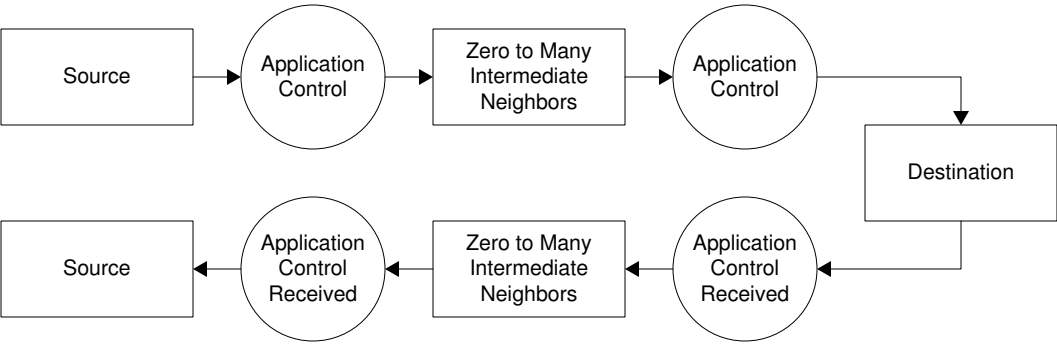 Source
Application
Control
Zero to Many
Intermediate
Neighbors
Application
Control
Destination
Source
Application
Control
Received
Zero to Many
Intermediate
Neighbors
Application
Control
Received